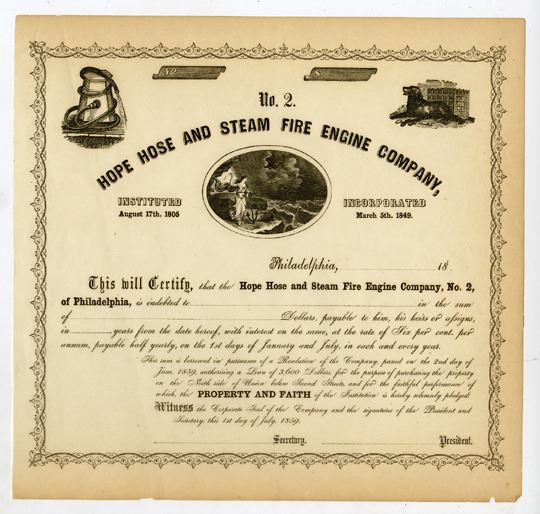 No.
$
No. 2.
HOPE HOSE AND STEAM FIRE ENGINE COMPANY,
INSTITUTED
August 17th, 1805
INCORPORATED
March 5th, 1849.
Philadelphia, 18
This will Certify, that the Hope Hose and Steam Fire Engine Company, No. 2,
of Philadelphia, is indebted to in the sum
of Dollars, payable to him, his heirs or assigns,
in years from the date hereof, with interest on the same, at the rate of Six per cent. per
annum, payable half yearly, on the 1st days of January and July, in each and every year.
This sum is borrowed in pursuance of a Resolution of the Company, passed on the 2nd day of
June, 1859, authorising a Loan of 3,600 Dollars, for the purpose of purchasing the property
on the North side of Union below Second Streets, and for the faithful performance of
which, the PROPERTY AND FAITH of the Institution is hereby solemnly pledged.
Witness the Corporate Seal of the Company and the signatures of the President and
Secretary, this 1st day of July, 1859.
Secretary. President.